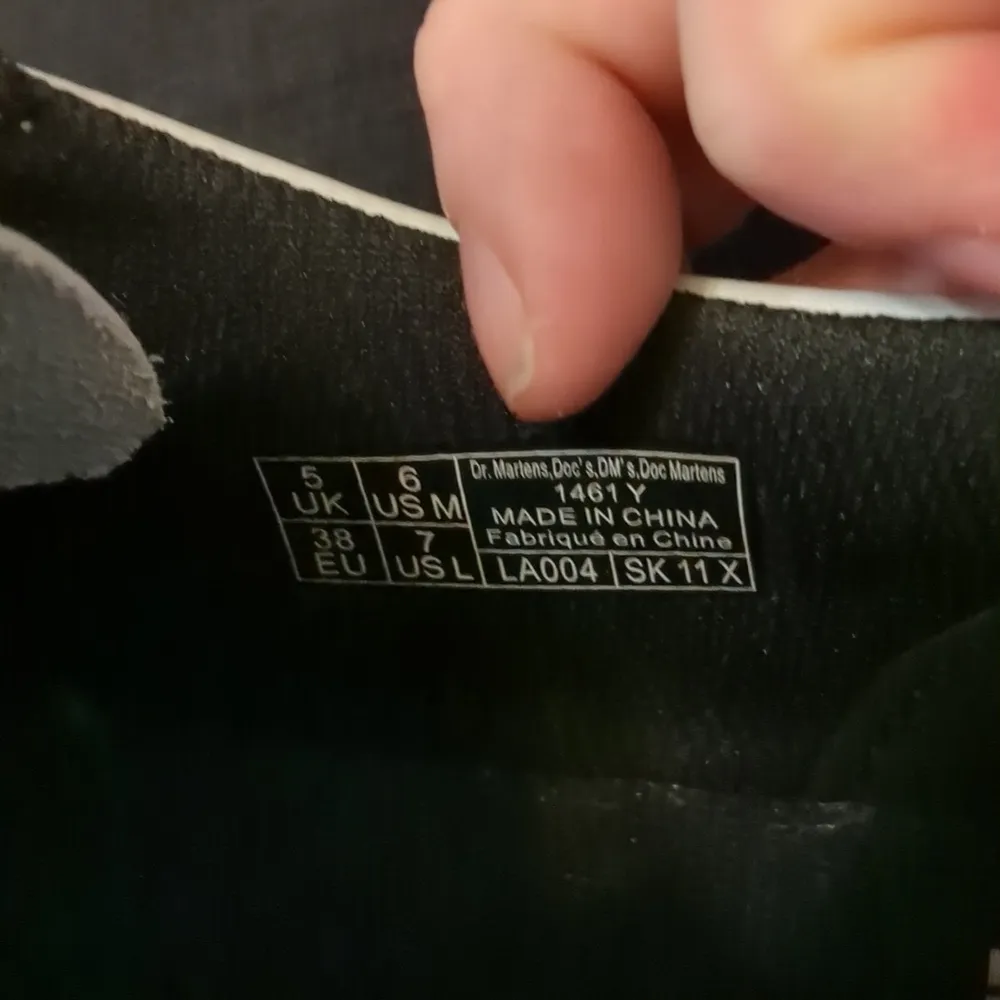 5 UK
6 US M
38 EU
7 US L
Dr. Martens,Doc's,DM's,Doc Martens
1461 Y
MADE IN CHINA
Fabriqué en Chine
LA004
SK 11 X